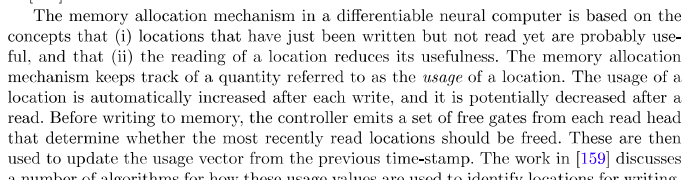 The memory allocation mechanism in a differentiable neural computer is based on the
concepts that (i) locations that have just been written but not read yet are probably use-
ful, and that (ii) the reading of a location reduces its usefulness. The memory allocation
mechanism keeps track of a quantity referred to as the usage of a location. The usage of a
location is automatically increased after each write, and it is potentially decreased after a
read. Before writing to memory, the controller emits a set of free gates from each read head
that determine whether the most recently read locations should be freed. These are then
used to update the usage vector from the previous time-stamp. The work in [159] discusses
a number of algorithms for how these usage values are used to identify locations for writing.